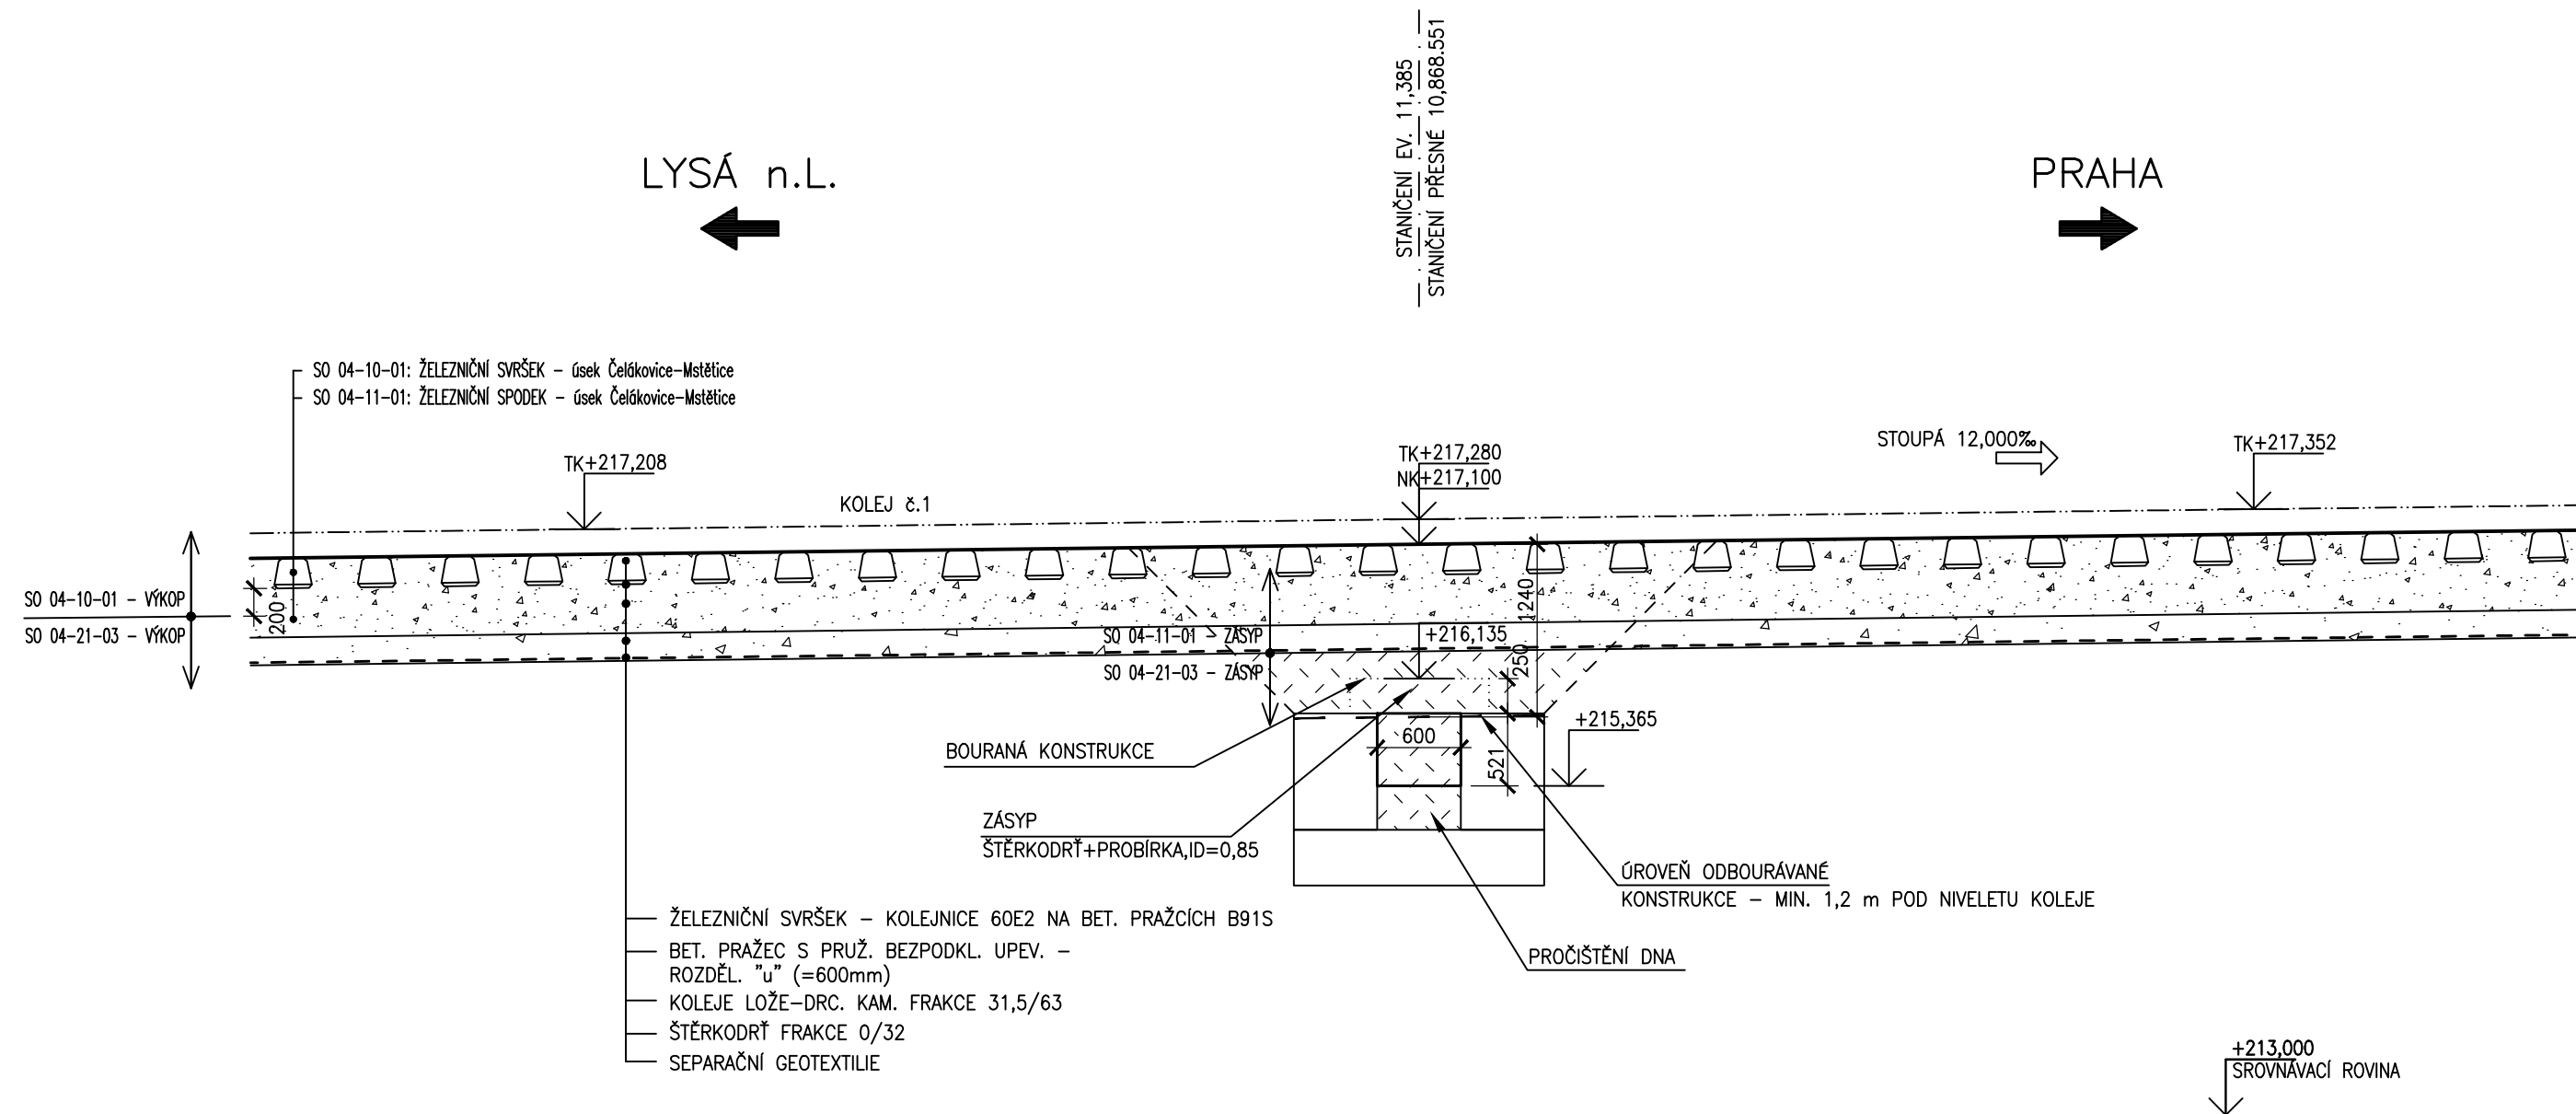 STANIČENÍ EV. 11,385
STANIČENÍ PŘESNÉ 10,868.551
LYSÁ n.L.
PRAHA
SO 04-10-01: ŽELEZNIČNÍ SVRŠEK - úsek Čelákovice-Mstětice
SO 04-11-01: ŽELEZNIČNÍ SPODEK - úsek Čelákovice-Mstětice
TK+217,208
KOLEJ č.1
TK+217,280
NK+217,100
STOUPÁ 12,000‰
TK+217,352
SO 04-10-01 - VÝKOP
SO 04-21-03 - VÝKOP
200
1240
SO 04-11-01 - ZÁSYP
SO 04-21-03 - ZÁSYP
+216,135
250
+215,365
600
521
BOURANÁ KONSTRUKCE
ZÁSYP
ŠTĚRKODRŤ+PROBÍRKA,ID=0,85
ÚROVEŇ ODBOURÁVANÉ
KONSTRUKCE - MIN. 1,2 m POD NIVELETU KOLEJE
PROČIŠTĚNÍ DNA
ŽELEZNIČNÍ SVRŠEK - KOLEJNICE 60E2 NA BET. PRAŽCÍCH B91S
BET. PRAŽEC S PRUŽ. BEZPODKL. UPEV. -
ROZDĚL. "u" (=600mm)
KOLEJE LOŽE-DRC. KAM. FRAKCE 31,5/63
ŠTĚRKODRŤ FRAKCE 0/32
SEPARAČNÍ GEOTEXTILIE
+213,000
SROVNÁVACÍ ROVINA